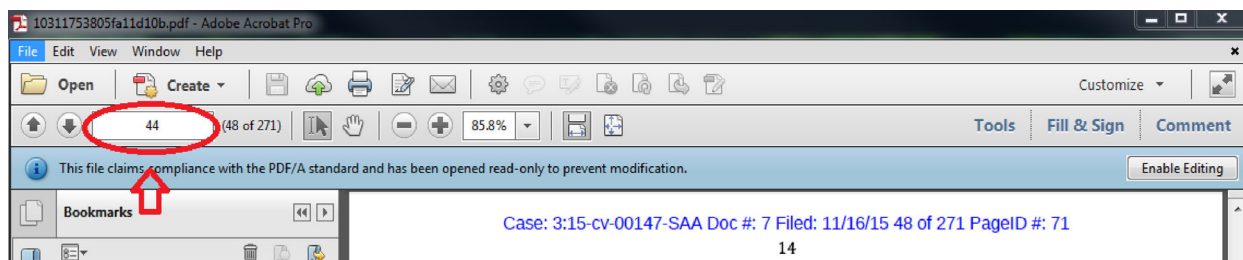 10311753805fa11d10b.pdf - Adobe Acrobat Pro
File Edit View Window Help
Open Create Customize
44 (48 of 271) 85.8% Tools Fill & Sign Comment
This file claims compliance with the PDF/A standard and has been opened read-only to prevent modification. Enable Editing
Bookmarks
Case: 3:15-cv-00147-SAA Doc #: 7 Filed: 11/16/15 48 of 271 PageID #: 71
14